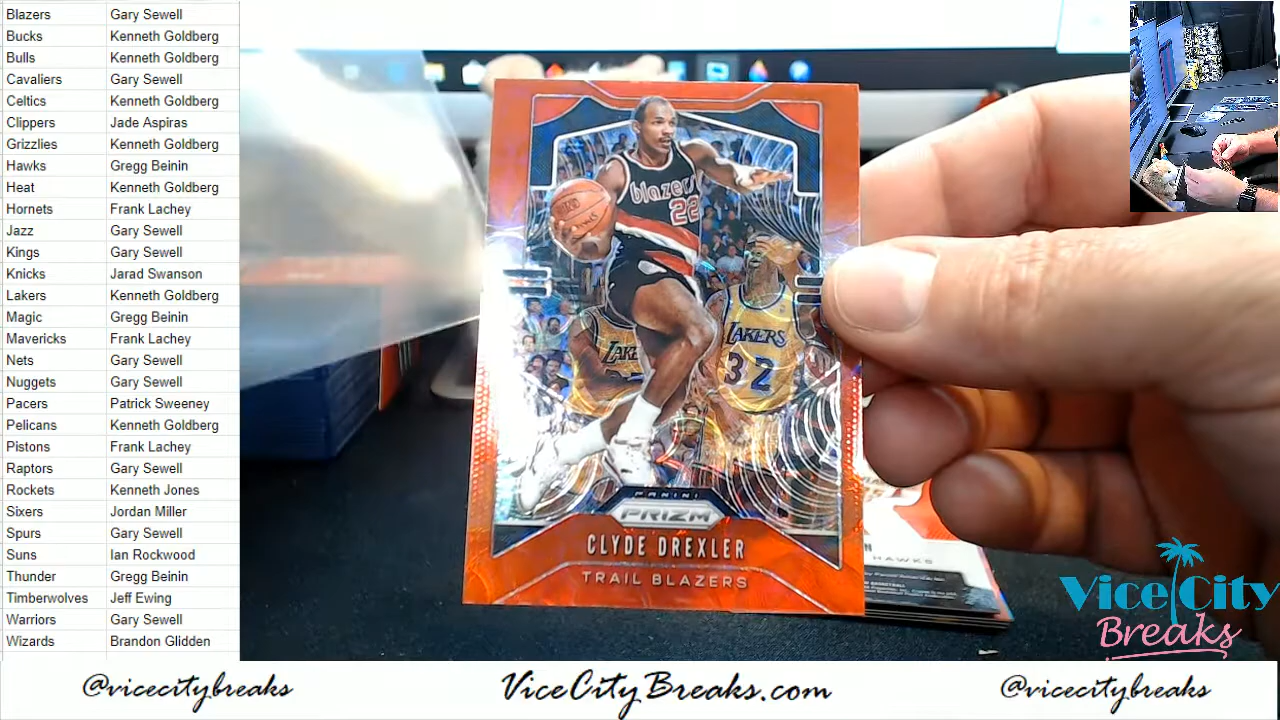 Blazers Gary Sewell
Bucks Kenneth Goldberg
Bulls Kenneth Goldberg
Cavaliers Gary Sewell
Celtics Kenneth Goldberg
Clippers Jade Aspiras
Grizzlies Kenneth Goldberg
Hawks Gregg Beinin
Heat Kenneth Goldberg
Hornets Frank Lachey
Jazz Gary Sewell
Kings Gary Sewell
Knicks Jarad Swanson
Lakers Kenneth Goldberg
Magic Gregg Beinin
Mavericks Frank Lachey
Nets Gary Sewell
Nuggets Gary Sewell
Pacers Patrick Sweeney
Pelicans Kenneth Goldberg
Pistons Frank Lachey
Raptors Gary Sewell
Rockets Kenneth Jones
Sixers Jordan Miller
Spurs Gary Sewell
Suns Ian Rockwood
Thunder Gregg Beinin
Timberwolves Jeff Ewing
Warriors Gary Sewell
Wizards Brandon Glidden
blazers
22
LAKERS
32
PANINI
PRIZM
CLYDE DREXLER
TRAIL BLAZERS
HAWKS
Vice City
Breaks
@vicecitybreaks
ViceCityBreaks.com
@vicecitybreaks